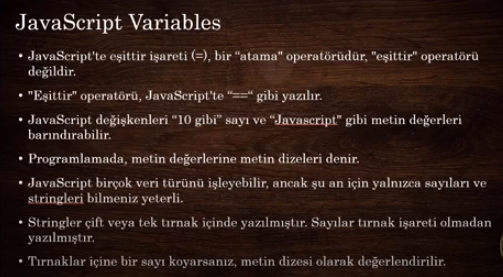 JavaScript Variables
• JavaScript'te eşittir işareti (=), bir "atama" operatörüdür, "eşittir" operatörü
değildir.
• "Eşittir" operatörü, JavaScript'te "==" gibi yazılır.
• JavaScript değişkenleri "10 gibi" sayı ve "Javascript" gibi metin değerleri
barındırabilir.
• Programlamada, metin değerlerine metin dizeleri denir.
• JavaScript birçok veri türünü işleyebilir, ancak şu an için yalnızca sayıları ve
stringleri bilmeniz yeterli.
• Stringler çift veya tek tırnak içinde yazılmıştır. Sayılar tırnak işareti olmadan
yazılmıştır.
• Tırnaklar içine bir sayı koyarsanız, metin dizesi olarak değerlendirilir.